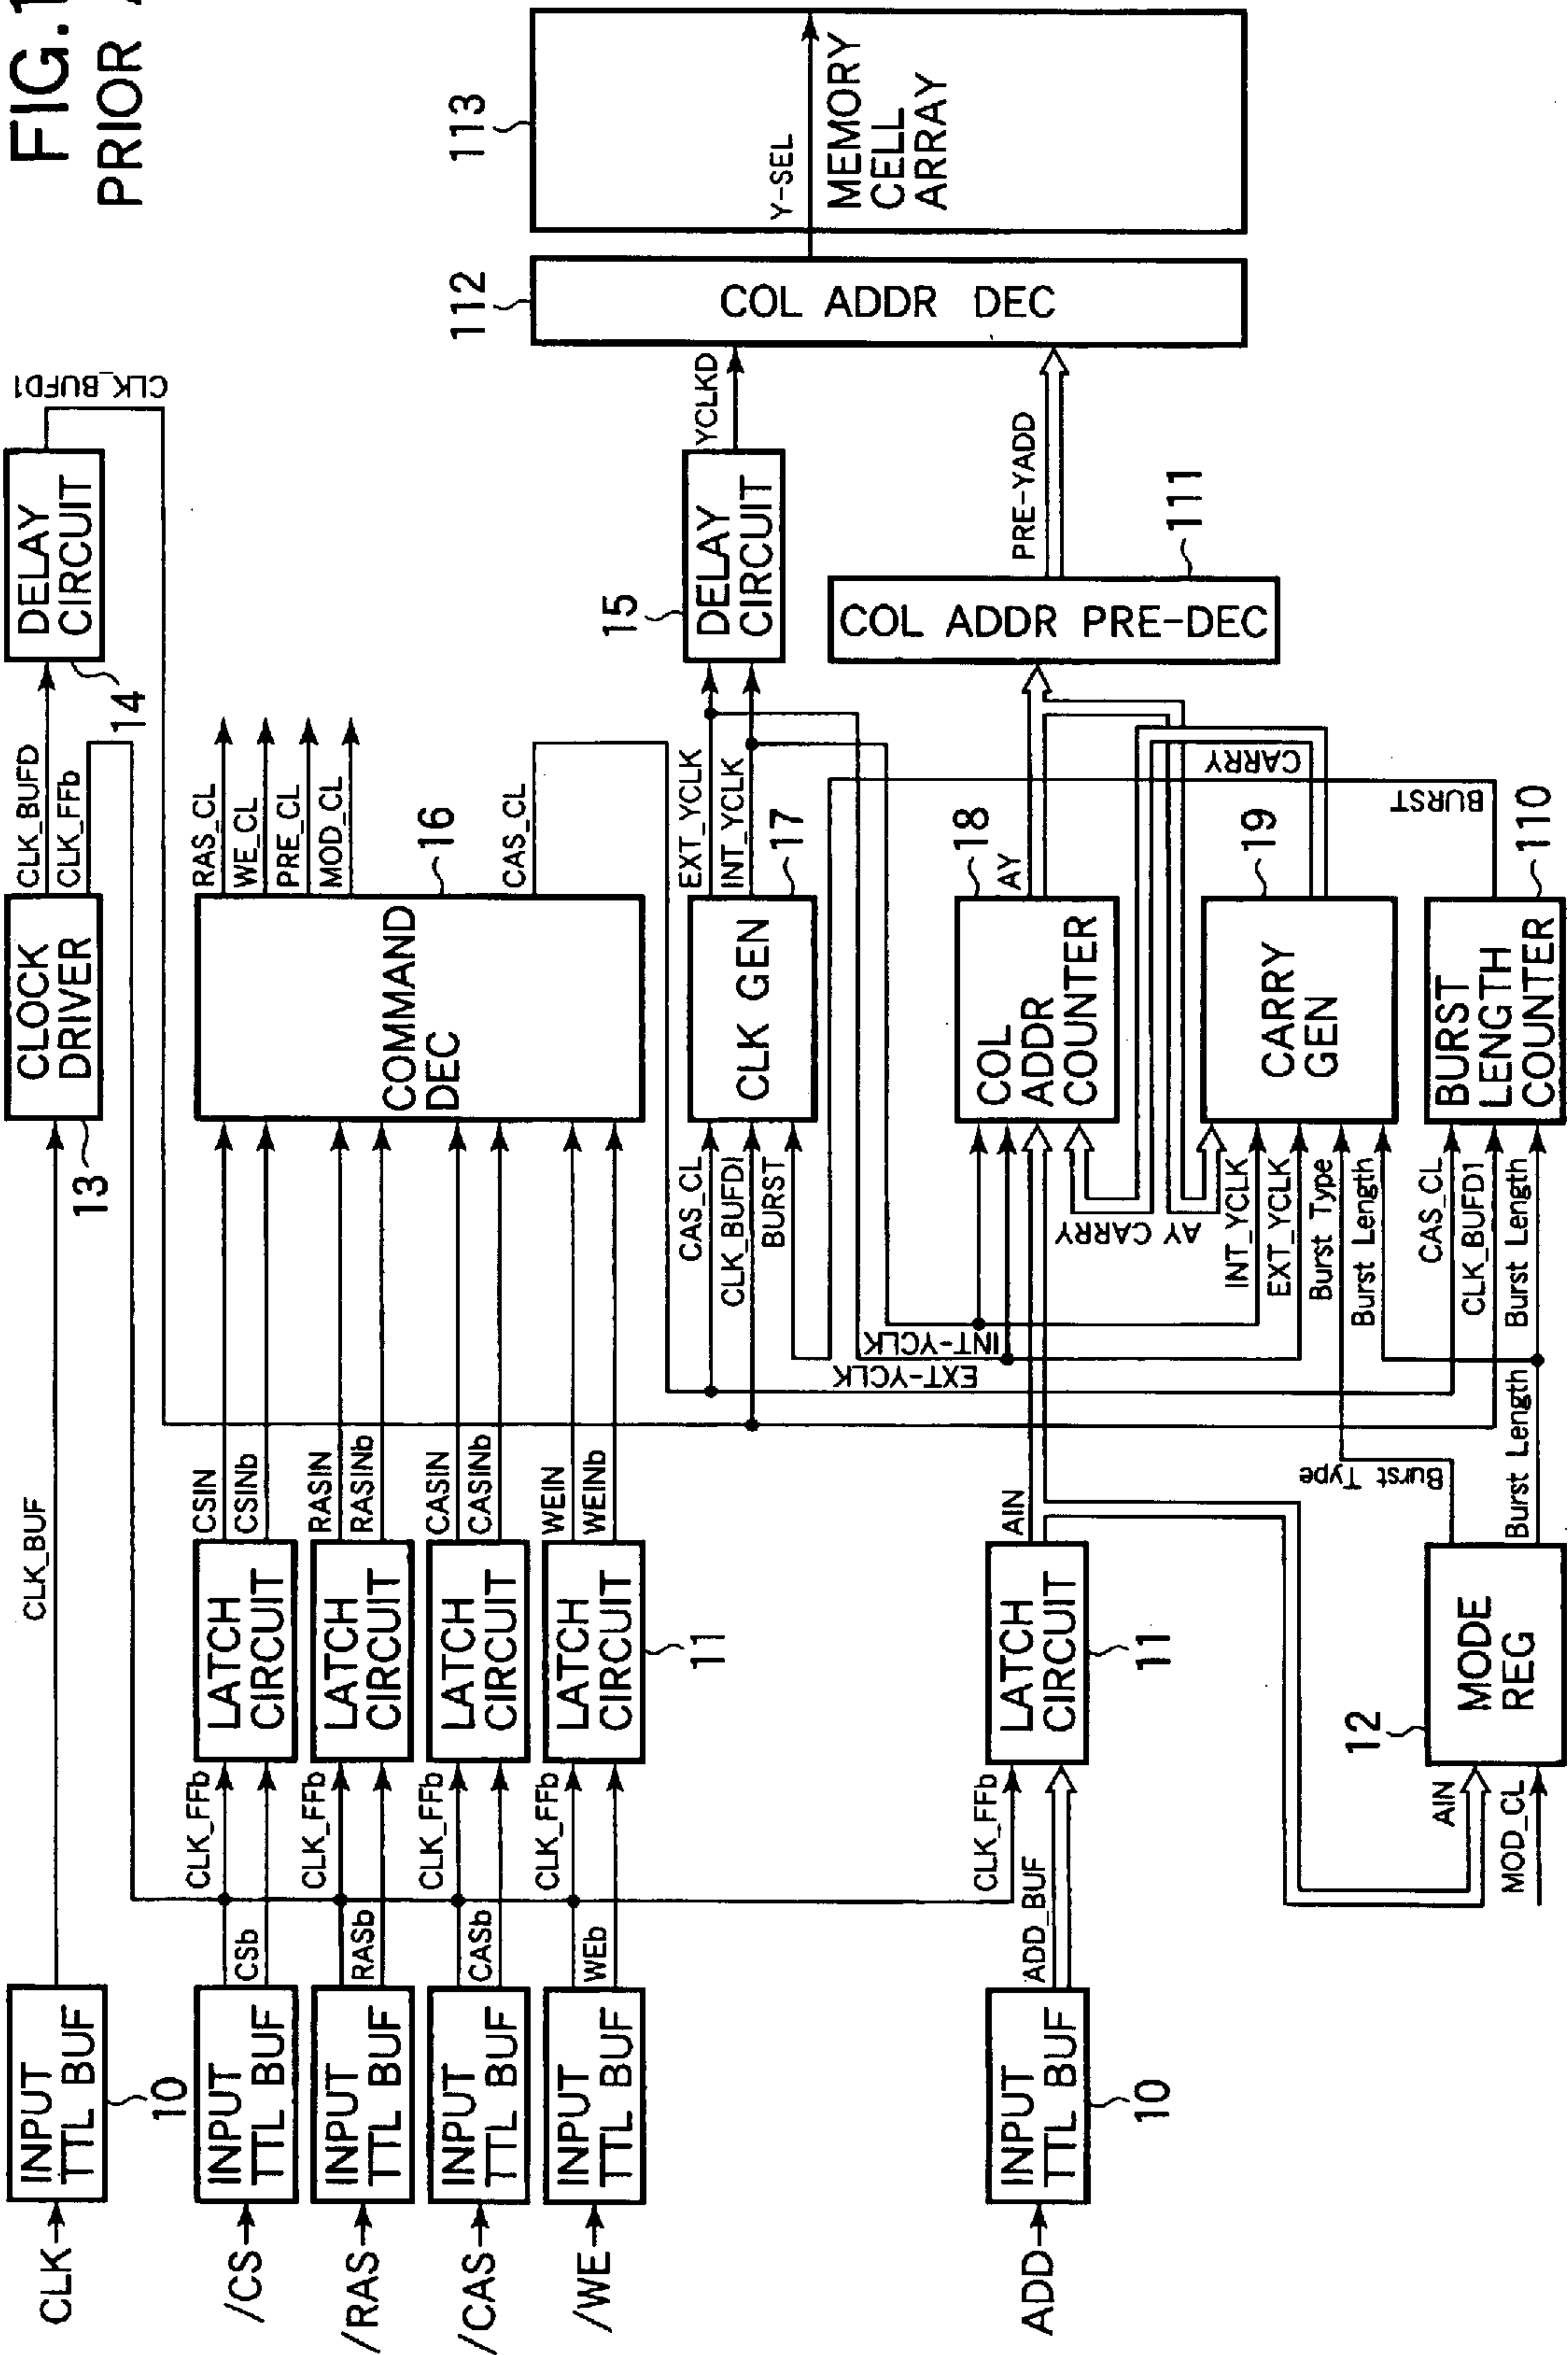 FIG.1
PRIOR
CLK
INPUT
TTL BUF
10
CLK_BUF
CLOCK
DRIVER
13
CLK_BUFD
CLK_FFb
DELAY
CIRCUIT
14
CLK_BUFD1
/CS
INPUT
TTL BUF
CSb
CLK_FFb
LATCH
CIRCUIT
CSIN
CSINb
/RAS
INPUT
TTL BUF
RASb
CLK_FFb
LATCH
CIRCUIT
RASIN
RASINb
/CAS
INPUT
TTL BUF
CASb
CLK_FFb
LATCH
CIRCUIT
CASIN
CASINb
/WE
INPUT
TTL BUF
WEb
CLK_FFb
LATCH
CIRCUIT
11
WEIN
WEINb
COMMAND
DEC
16
RAS_CL
WE_CL
PRE_CL
MOD_CL
CAS_CL
CAS_CL
CLK_BUFDI
BURST
CLK GEN
17
EXT_YCLK
INT_YCLK
15
DELAY
CIRCUIT
YCLKD
INT-YCLK
EXT-YCLK
ADD
INPUT
TTL BUF
10
ADD_BUF
CLK_FFb
LATCH
CIRCUIT
11
AIN
COL
ADDR
COUNTER
18
AY
CARRY
AY CARRY
COL ADDR PRE-DEC
111
PRE-YADD
COL ADDR DEC
112
Y-SEL
MEMORY
CELL
ARRAY
113
INT_YCLK
EXT_YCLK
Burst Type
Burst Length
CARRY
GEN
19
AIN
MOD_CL
12
MODE
REG
Burst Type
Burst Length
CAS_CL
CLK_BUFD1
Burst Length
BURST
LENGTH
COUNTER
110
BURST